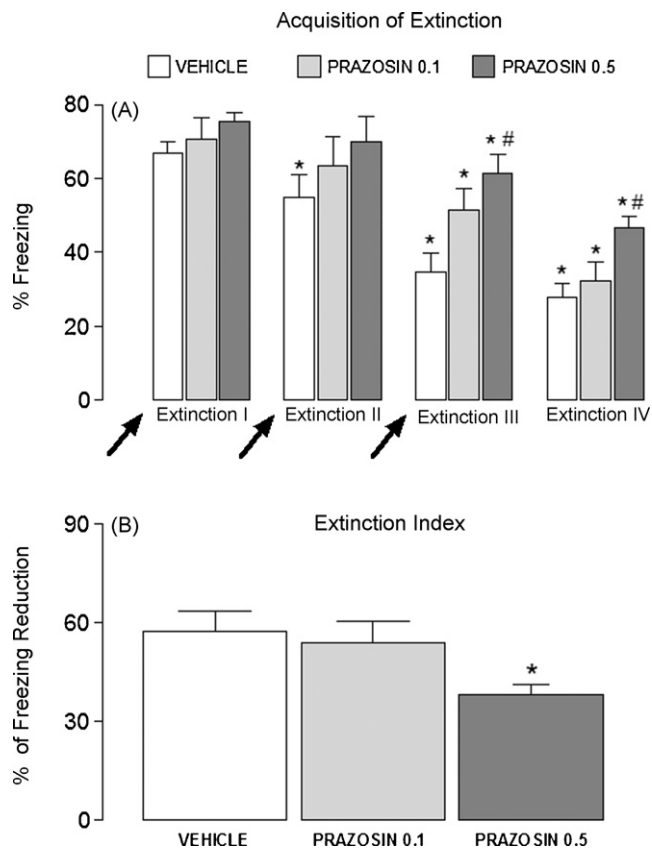 Acquisition of Extinction
VEHICLE PRAZOSIN 0.1 PRAZOSIN 0.5
(A)
% Freezing
80
60
40
20
0
*
*
*
* #
*
*
* #
Extinction I Extinction II Extinction III Extinction IV
(B)
Extinction Index
% of Freezing Reduction
90
60
30
0
*
VEHICLE PRAZOSIN 0.1 PRAZOSIN 0.5